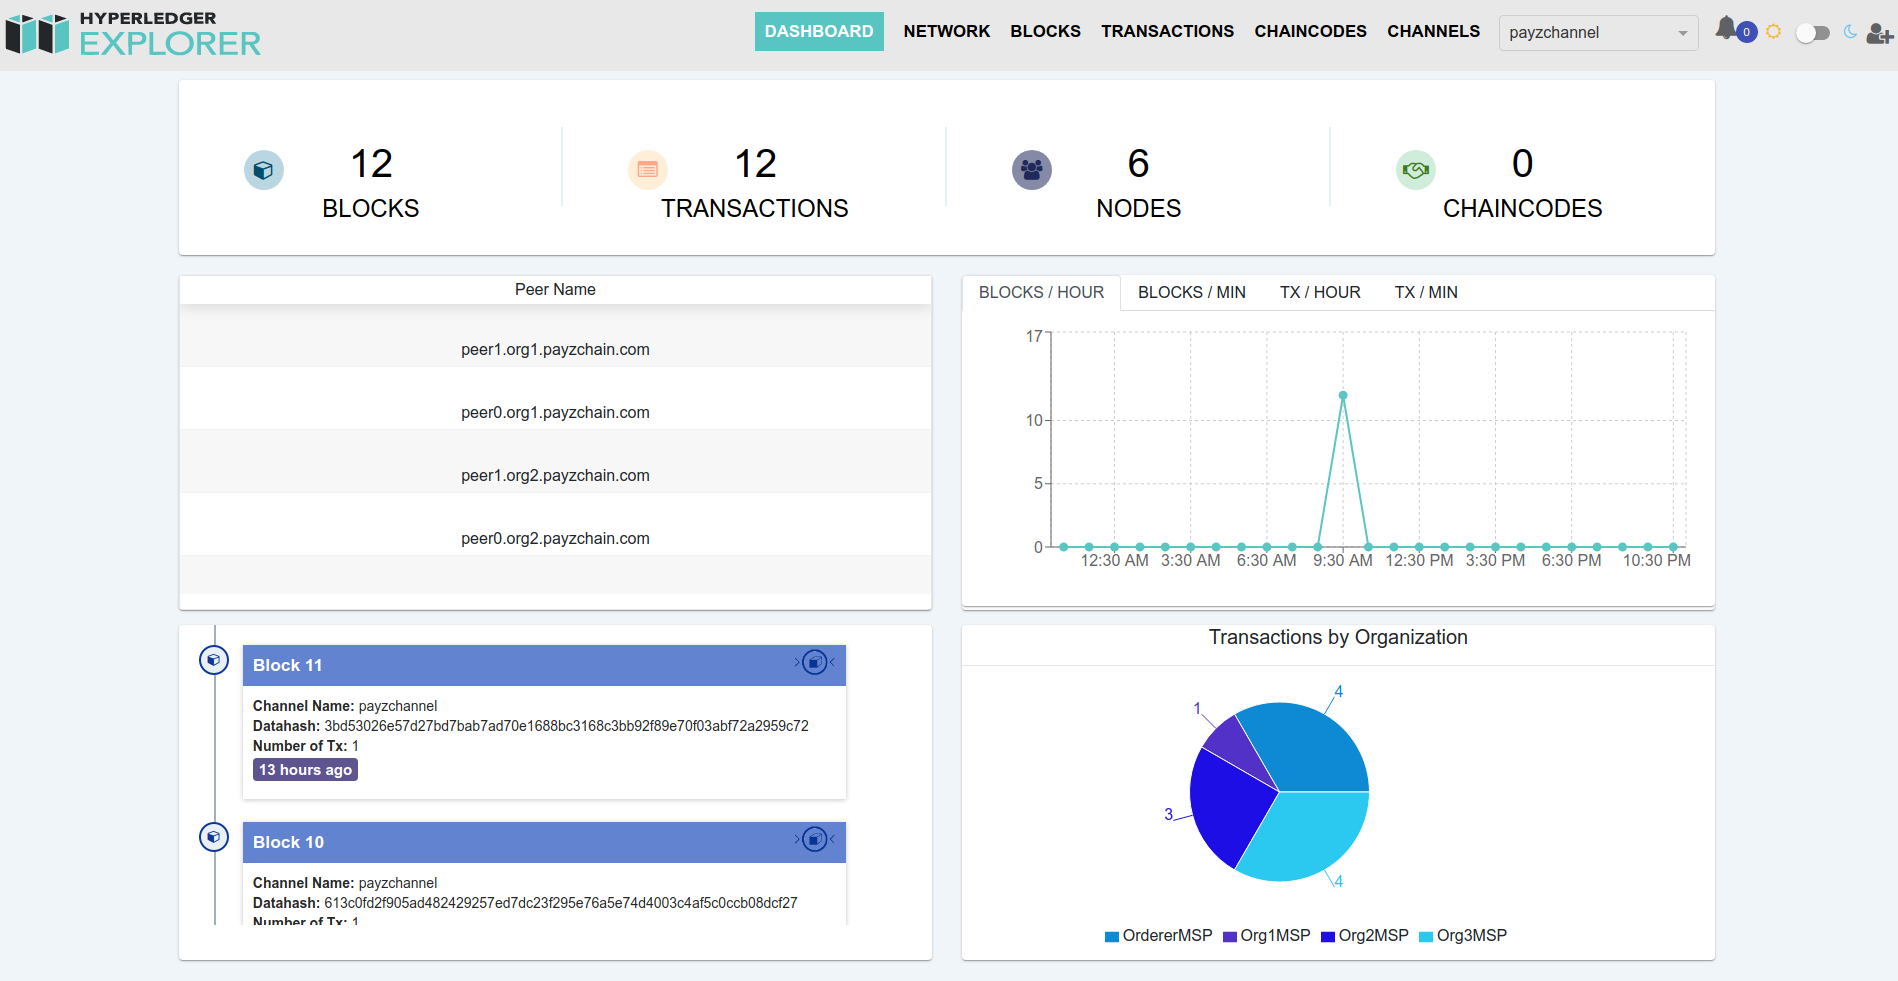 HYPERLEDGER
EXPLORER
DASHBOARD NETWORK BLOCKS TRANSACTIONS CHAINCODES CHANNELS payzchannel 0
12 12 6 0
BLOCKS TRANSACTIONS NODES CHAINCODES
Peer Name
peer1.org1.payzchain.com
peer0.org1.payzchain.com
peer1.org2.payzchain.com
peer0.org2.payzchain.com
BLOCKS / HOUR BLOCKS / MIN TX / HOUR TX / MIN
17
10
5
0
12:30 AM 3:30 AM 6:30 AM 9:30 AM 12:30 PM 3:30 PM 6:30 PM 10:30 PM
Block 11
Channel Name: payzchannel
Datahash: 3bd53026e57d27bd7bab7ad70e1688bc3168c3bb92f89e70f03abf72a2959c72
Number of Tx: 1
13 hours ago
Block 10
Channel Name: payzchannel
Datahash: 613c0fd2f905ad482429257ed7dc23f295e76a5e74d4003c4af5c0ccb08dcf27
Number of Tx: 1
Transactions by Organization
4
1
3
4
OrdererMSP Org1MSP Org2MSP Org3MSP